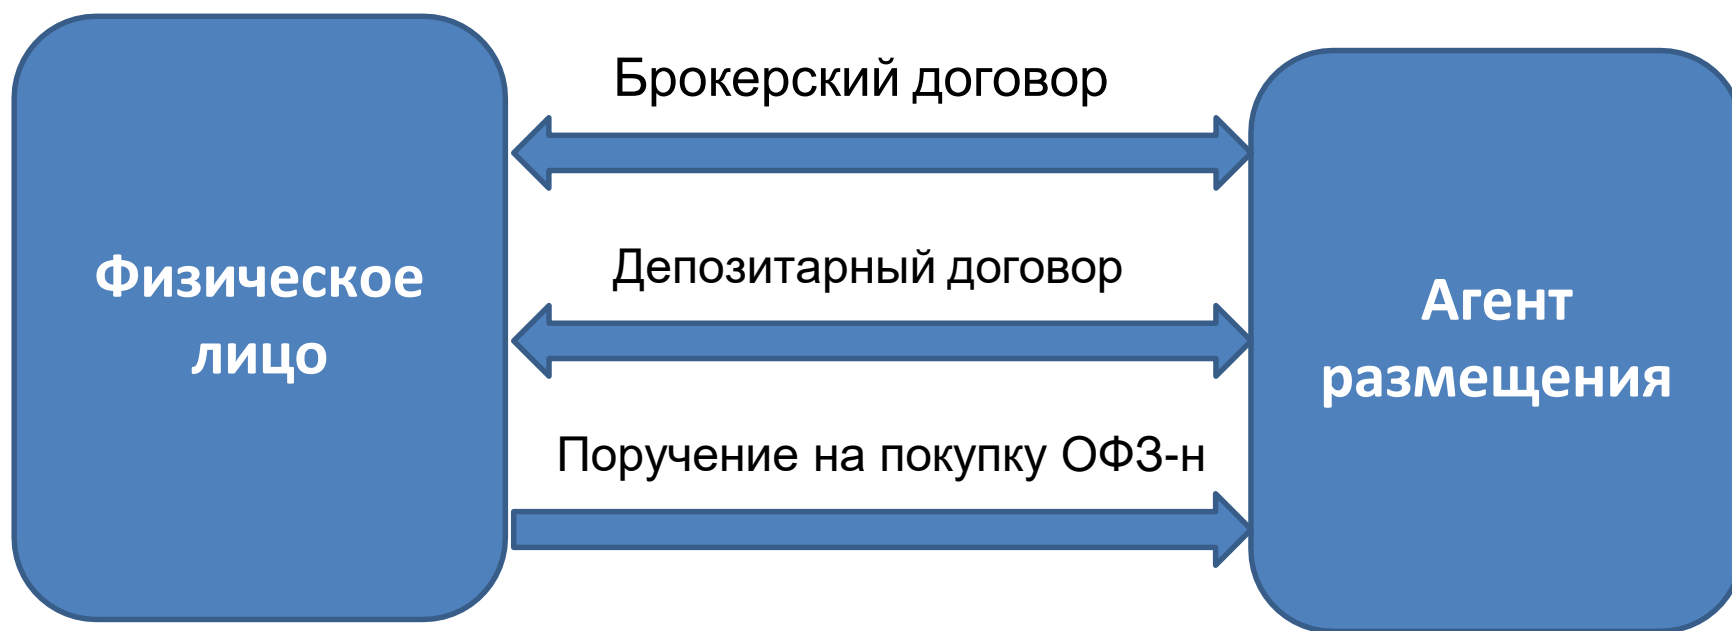 Брокерский договор
Депозитарный договор
Физическое
лицо
Агент
размещения
Поручение на покупку ОФЗ-н